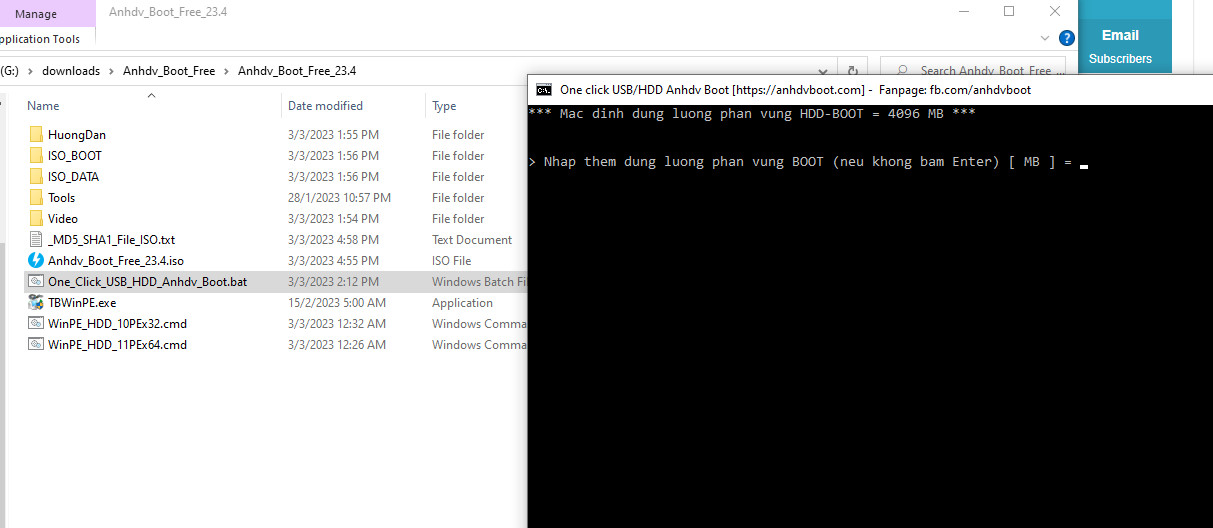 Manage
Anhdv_Boot_Free_23.4
pplication Tools
Email
Subscribers
(G:) › downloads › Anhdv_Boot_Free › Anhdv_Boot_Free_23.4
Search Anhdv_Boot_Free_...
Name Date modified Type
HuongDan 3/3/2023 1:55 PM File folder
ISO_BOOT 3/3/2023 1:56 PM File folder
ISO_DATA 3/3/2023 1:56 PM File folder
Tools 28/1/2023 10:57 PM File folder
Video 3/3/2023 1:54 PM File folder
_MD5_SHA1_File_ISO.txt 3/3/2023 4:58 PM Text Document
Anhdv_Boot_Free_23.4.iso 3/3/2023 4:55 PM ISO File
One_Click_USB_HDD_Anhdv_Boot.bat 3/3/2023 2:12 PM Windows Batch Fi
TBWinPE.exe 15/2/2023 5:00 AM Application
WinPE_HDD_10PEx32.cmd 3/3/2023 12:32 AM Windows Comma
WinPE_HDD_11PEx64.cmd 3/3/2023 12:26 AM Windows Comma
One click USB/HDD Anhdv Boot [https://anhdvboot.com] - Fanpage: fb.com/anhdvboot
*** Mac dinh dung luong phan vung HDD-BOOT = 4096 MB ***
> Nhap them dung luong phan vung BOOT (neu khong bam Enter) [ MB ] =